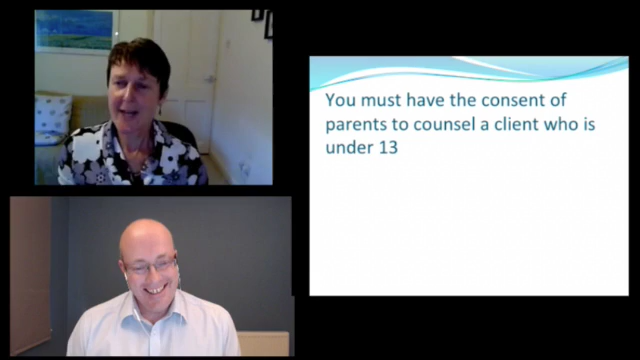 You must have the consent of
parents to counsel a client who is
under 13